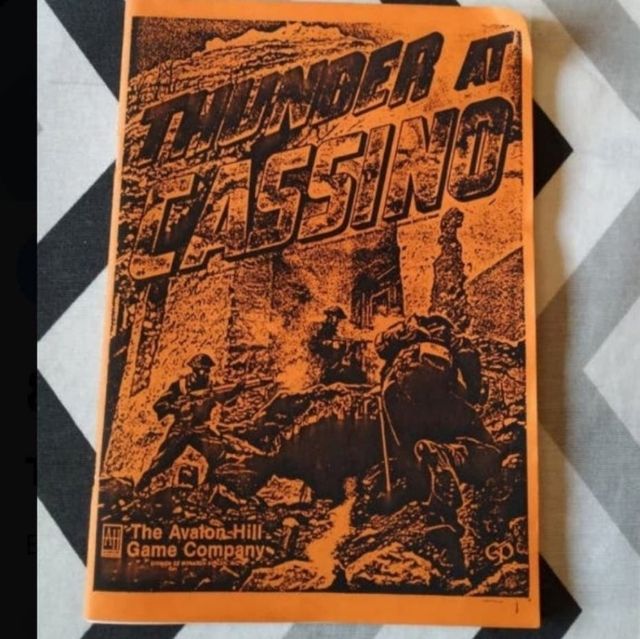 THUNDER AT
CASSINO
AH
The Avalon Hill
Game Company